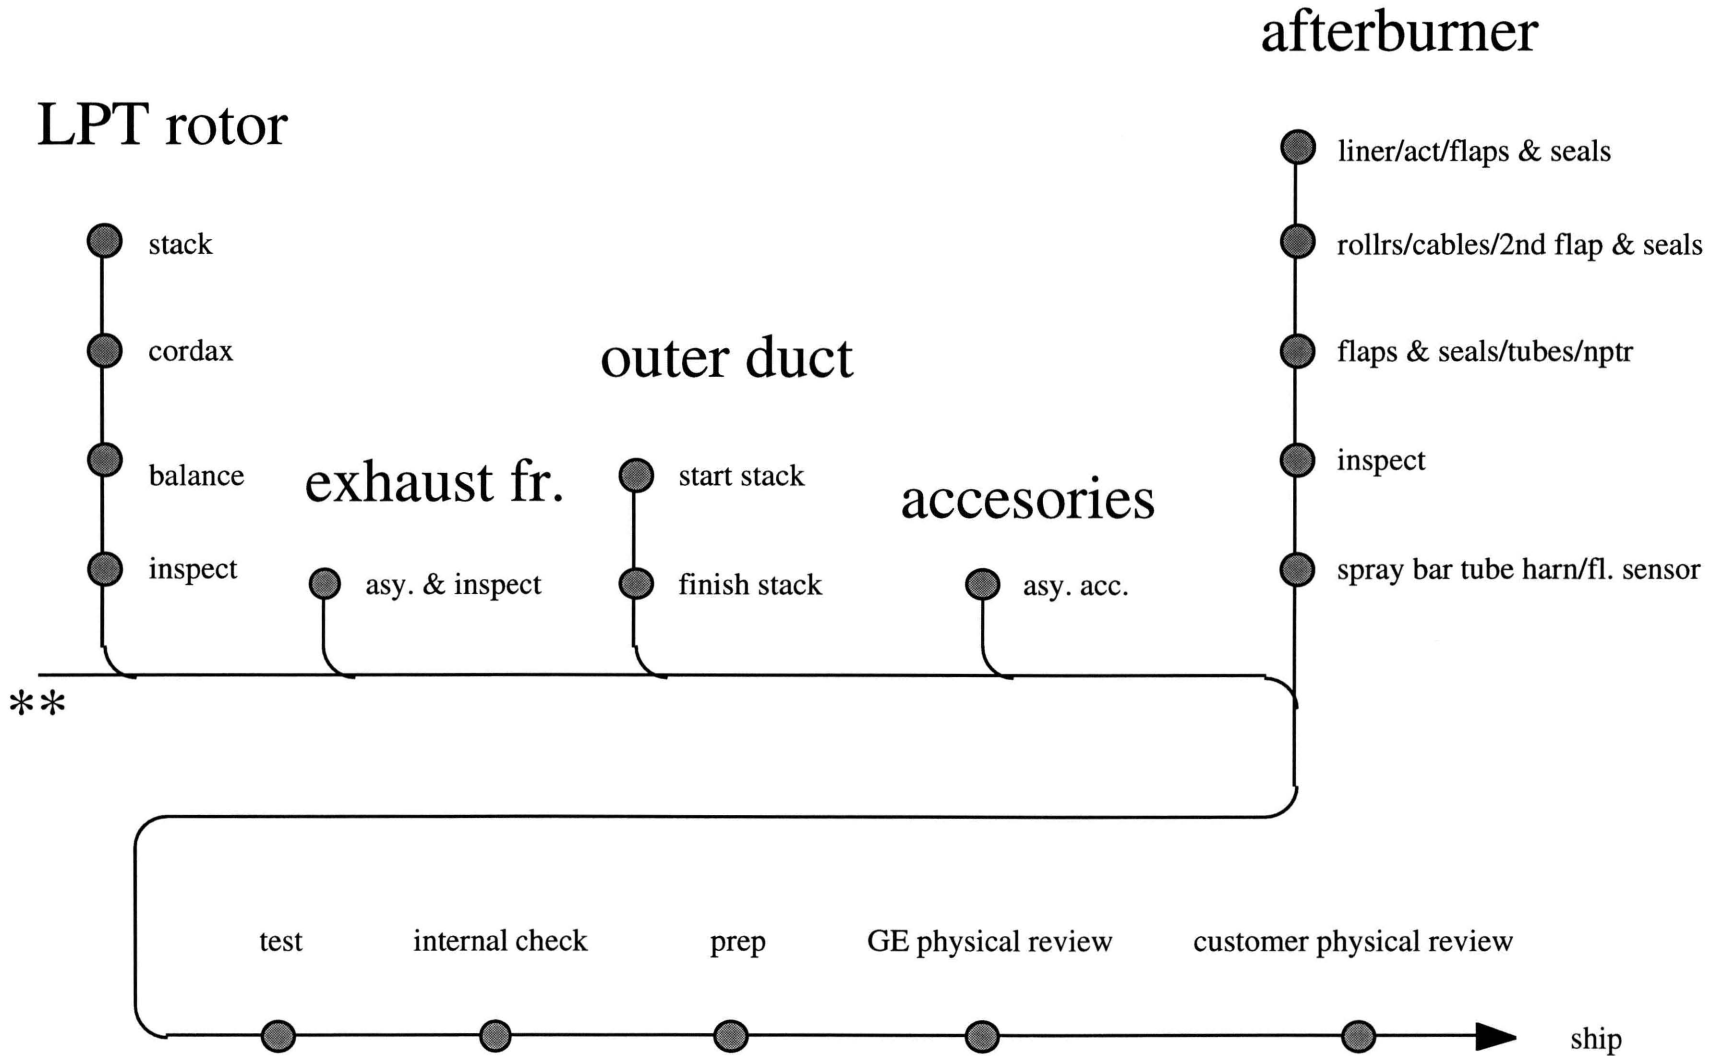 afterburner
LPT rotor
liner/act/flaps & seals
stack
rollrs/cables/2nd flap & seals
cordax
outer duct
flaps & seals/tubes/nptr
balance
exhaust fr.
start stack
accesories
inspect
inspect
asy. & inspect
finish stack
asy. acc.
spray bar tube harn/fl. sensor
**
test
internal check
prep
GE physical review
customer physical review
ship